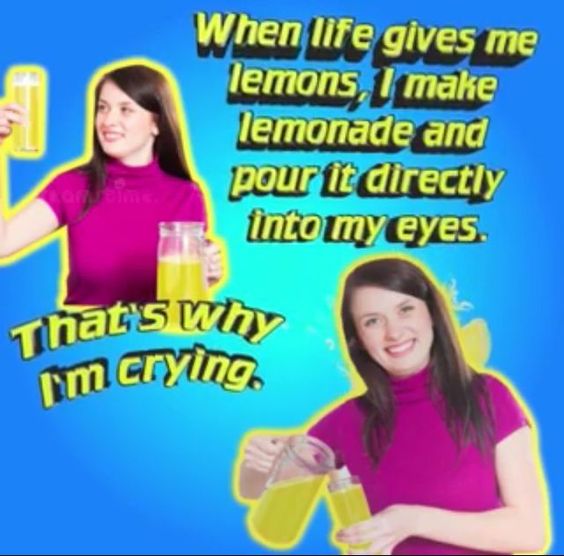 When life gives me
lemons, I make
lemonade and
pour it directly
into my eyes.
That's why
I'm crying.